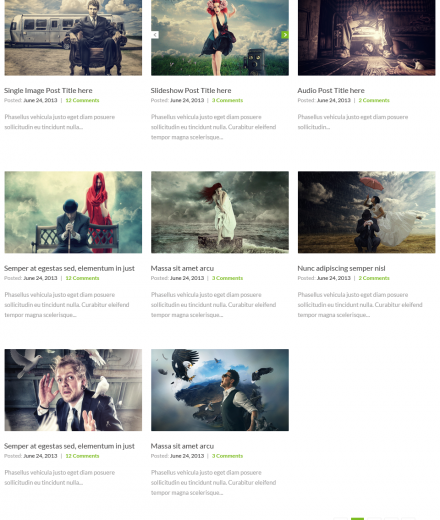 Single Image Post Title here
Posted: June 24, 2013 | 12 Comments
Phasellus vehicula justo eget diam posuere
sollicitudin eu tincidunt nulla...
Slideshow Post Title here
Posted: June 24, 2013 | 3 Comments
Phasellus vehicula justo eget diam posuere
sollicitudin eu tincidunt nulla. Curabitur eleifend
tempor magna scelerisque...
Audio Post Title here
Posted: June 24, 2013 | 2 Comments
Phasellus vehicula justo eget diam posuere
sollicitudin...
Semper at egestas sed, elementum in just
Posted: June 24, 2013 | 12 Comments
Phasellus vehicula justo eget diam posuere
sollicitudin eu tincidunt nulla. Curabitur eleifend
tempor magna scelerisque...
Massa sit amet arcu
Posted: June 24, 2013 | 3 Comments
Phasellus vehicula justo eget diam posuere
sollicitudin eu tincidunt nulla. Curabitur eleifend
tempor magna scelerisque...
Nunc adipiscing semper nisl
Posted: June 24, 2013 | 2 Comments
Phasellus vehicula justo eget diam posuere
sollicitudin eu tincidunt nulla. Curabitur eleifend
tempor magna scelerisque...
Semper at egestas sed, elementum in just
Posted: June 24, 2013 | 12 Comments
Phasellus vehicula justo eget diam posuere
sollicitudin eu tincidunt nulla...
Massa sit amet arcu
Posted: June 24, 2013 | 3 Comments
Phasellus vehicula justo eget diam posuere
sollicitudin eu tincidunt nulla. Curabitur eleifend
tempor magna scelerisque...